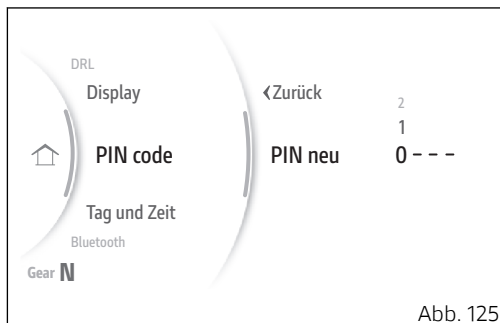 DRL
Display
PIN code
Tag und Zeit
Bluetooth
Gear N
‹Zurück
PIN neu
2
1
0 – – –
Abb. 125